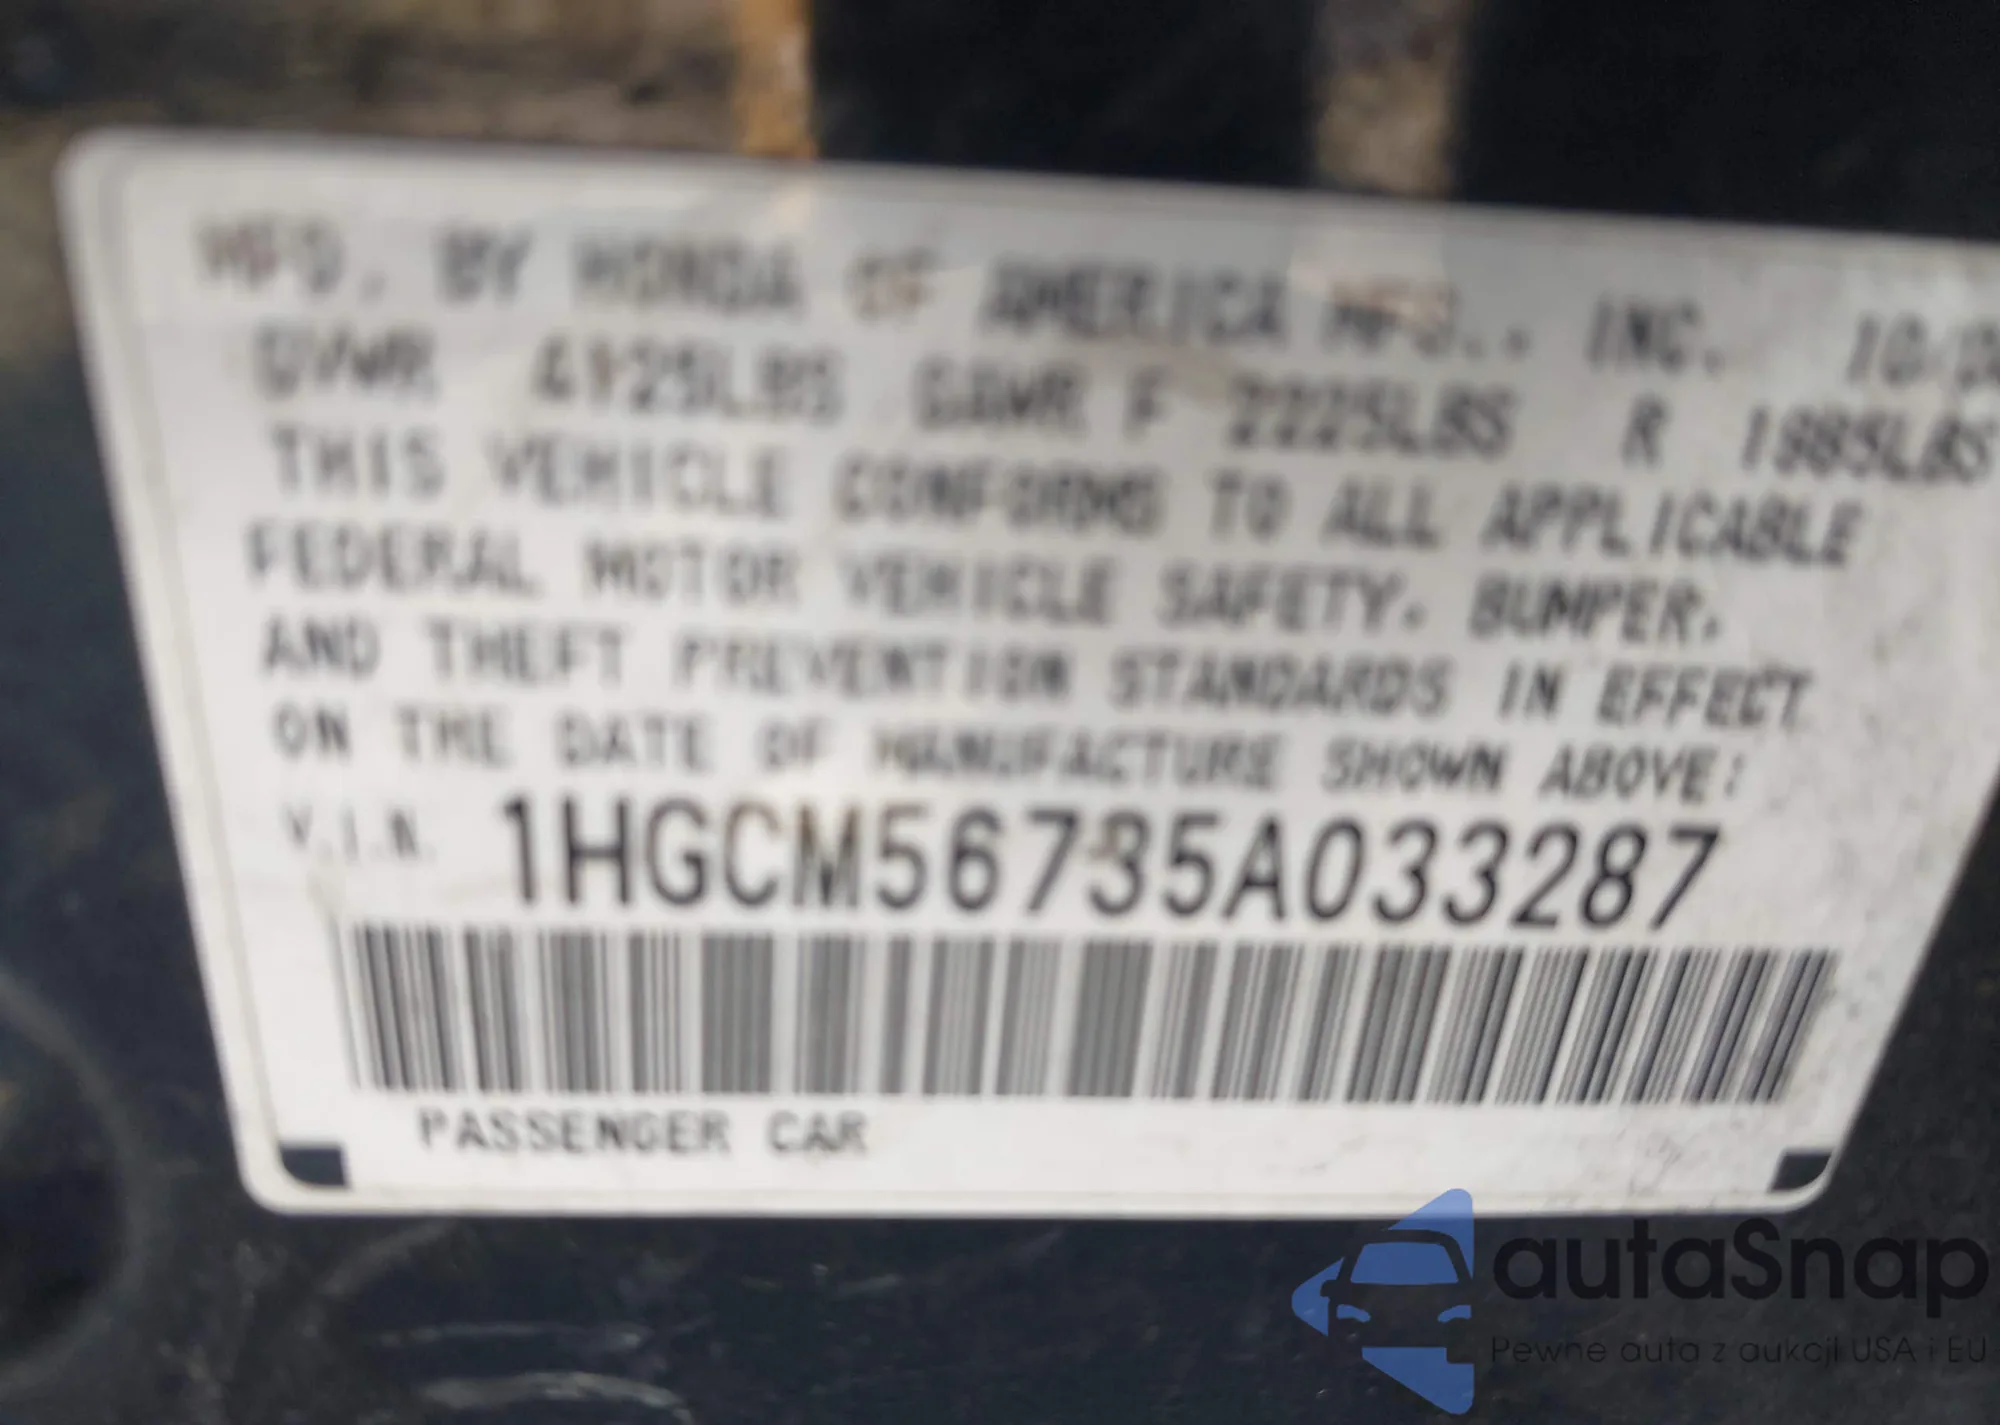 MFD. BY HONDA OF AMERICA MFG., INC. 10/04
GVWR 4125LBS GAWR F 2225LBS R 1985LBS
THIS VEHICLE CONFORMS TO ALL APPLICABLE
FEDERAL MOTOR VEHICLE SAFETY, BUMPER,
AND THEFT PREVENTION STANDARDS IN EFFECT
ON THE DATE OF MANUFACTURE SHOWN ABOVE:
V.I.N. 1HGCM56735A033287
PASSENGER CAR
autaSnap
Pewne auta z aukcji USA i EU